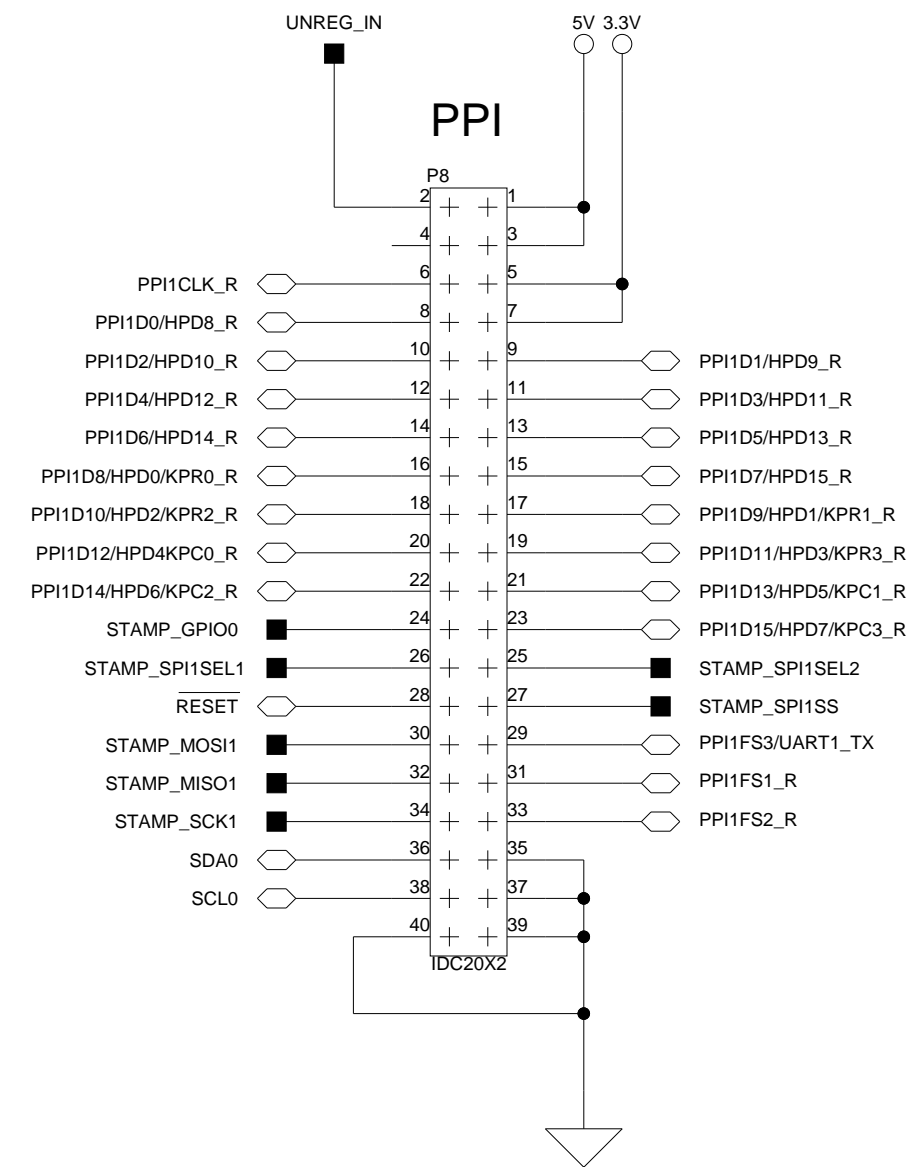 UNREG_IN 5V 3.3V
PPI
P8
2 1
4 3
PPI1CLK_R 6 5
PPI1D0/HPD8_R 8 7
PPI1D2/HPD10_R 10 9 PPI1D1/HPD9_R
PPI1D4/HPD12_R 12 11 PPI1D3/HPD11_R
PPI1D6/HPD14_R 14 13 PPI1D5/HPD13_R
PPI1D8/HPD0/KPR0_R 16 15 PPI1D7/HPD15_R
PPI1D10/HPD2/KPR2_R 18 17 PPI1D9/HPD1/KPR1_R
PPI1D12/HPD4KPC0_R 20 19 PPI1D11/HPD3/KPR3_R
PPI1D14/HPD6/KPC2_R 22 21 PPI1D13/HPD5/KPC1_R
STAMP_GPIO0 24 23 PPI1D15/HPD7/KPC3_R
STAMP_SPI1SEL1 26 25 STAMP_SPI1SEL2
RESET 28 27 STAMP_SPI1SS
STAMP_MOSI1 30 29 PPI1FS3/UART1_TX
STAMP_MISO1 32 31 PPI1FS1_R
STAMP_SCK1 34 33 PPI1FS2_R
SDA0 36 35
SCL0 38 37
40 39
IDC20X2